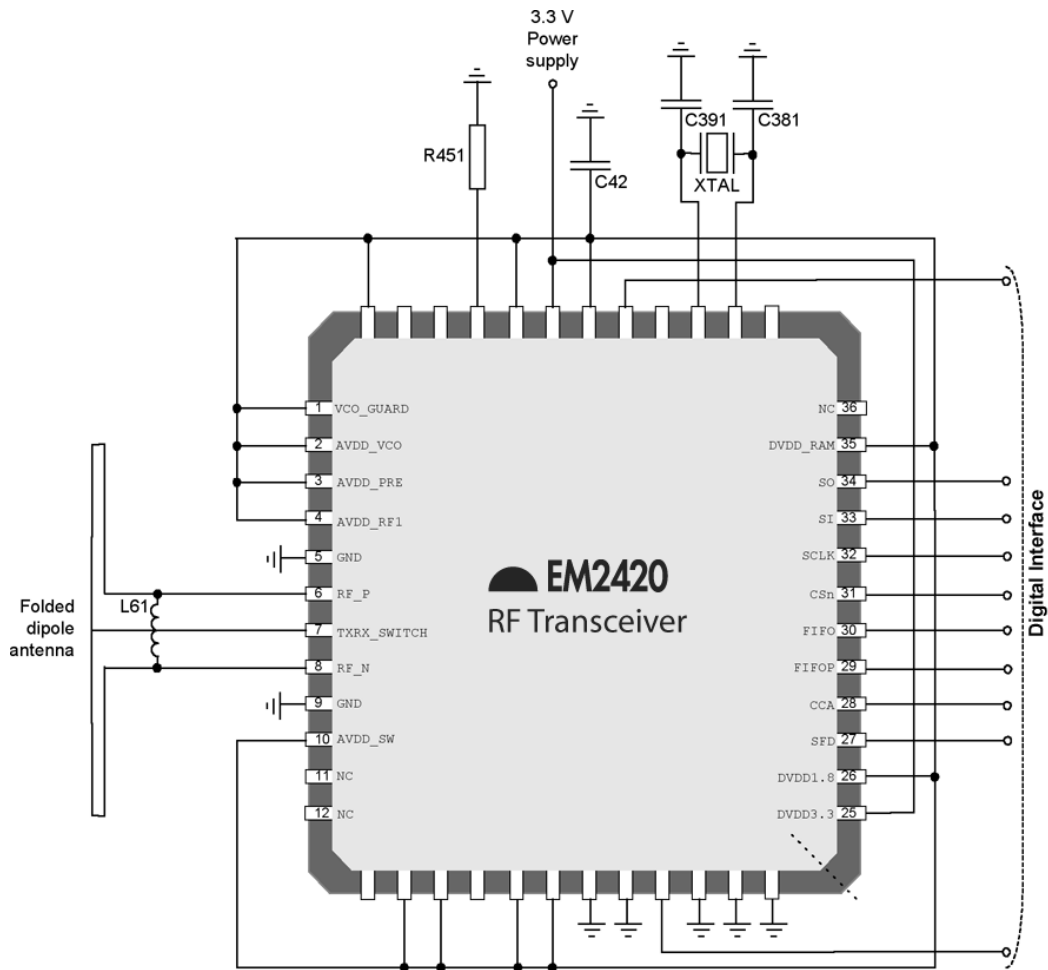 3.3 V
Power
supply
R451
C42
C391
C381
XTAL
1 VCO_GUARD
2 AVDD_VCO
3 AVDD_PRE
4 AVDD_RF1
5 GND
6 RF_P
7 TXRX_SWITCH
8 RF_N
9 GND
10 AVDD_SW
11 NC
12 NC
L61
Folded
dipole
antenna
EM2420
RF Transceiver
NC 36
DVDD_RAM 35
SO 34
SI 33
SCLK 32
CSn 31
FIFO 30
FIFOP 29
CCA 28
SFD 27
DVDD1.8 26
DVDD3.3 25
Digital Interface